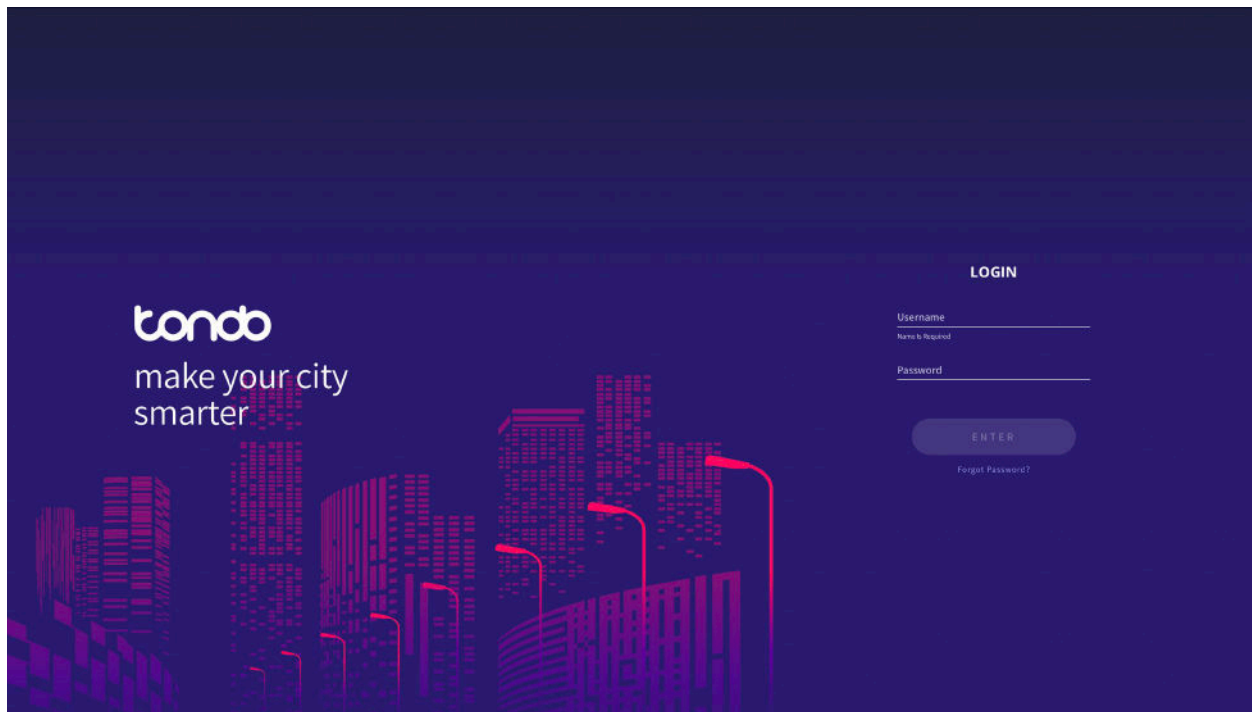 tondo
make your city
smarter
LOGIN
Username
Name Is Required
Password
ENTER
Forgot Password?